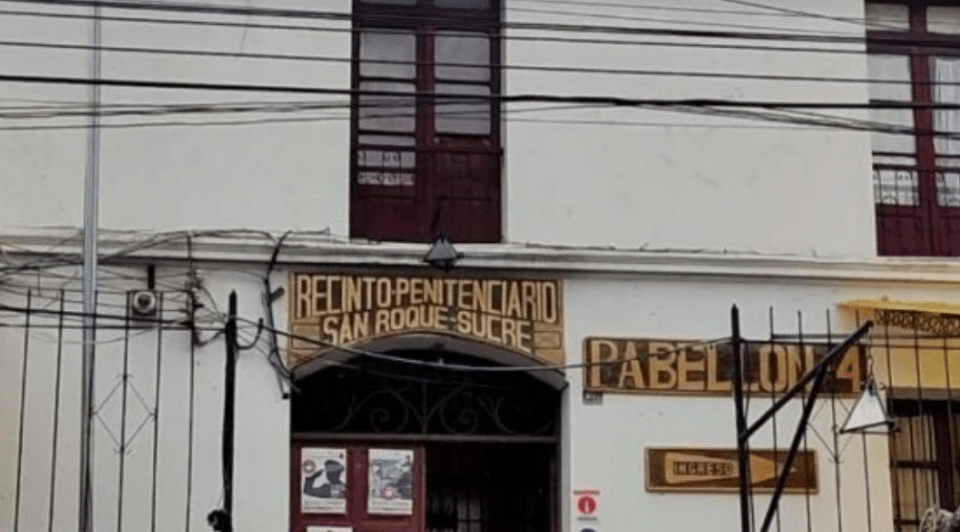 RECINTO-PENITENCIARIO
SAN ROQUE-SUCRE
PABELLON-4
INGRESO